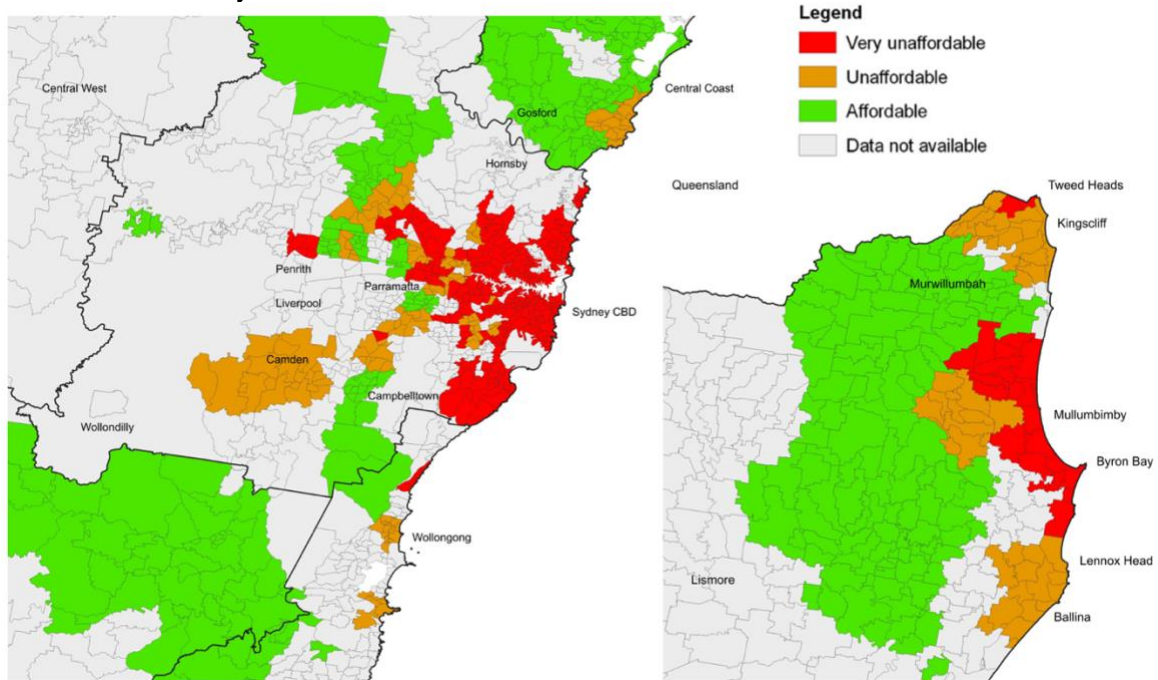 Legend
Very unaffordable
Unaffordable
Affordable
Data not available
Central West
Central Coast
Gosford
Hornsby
Penrith
Parramatta
Liverpool
Sydney CBD
Camden
Campbelltown
Wollondilly
Wollongong
Queensland
Tweed Heads
Kingscliff
Murwillumbah
Mullumbimby
Byron Bay
Lennox Head
Lismore
Ballina